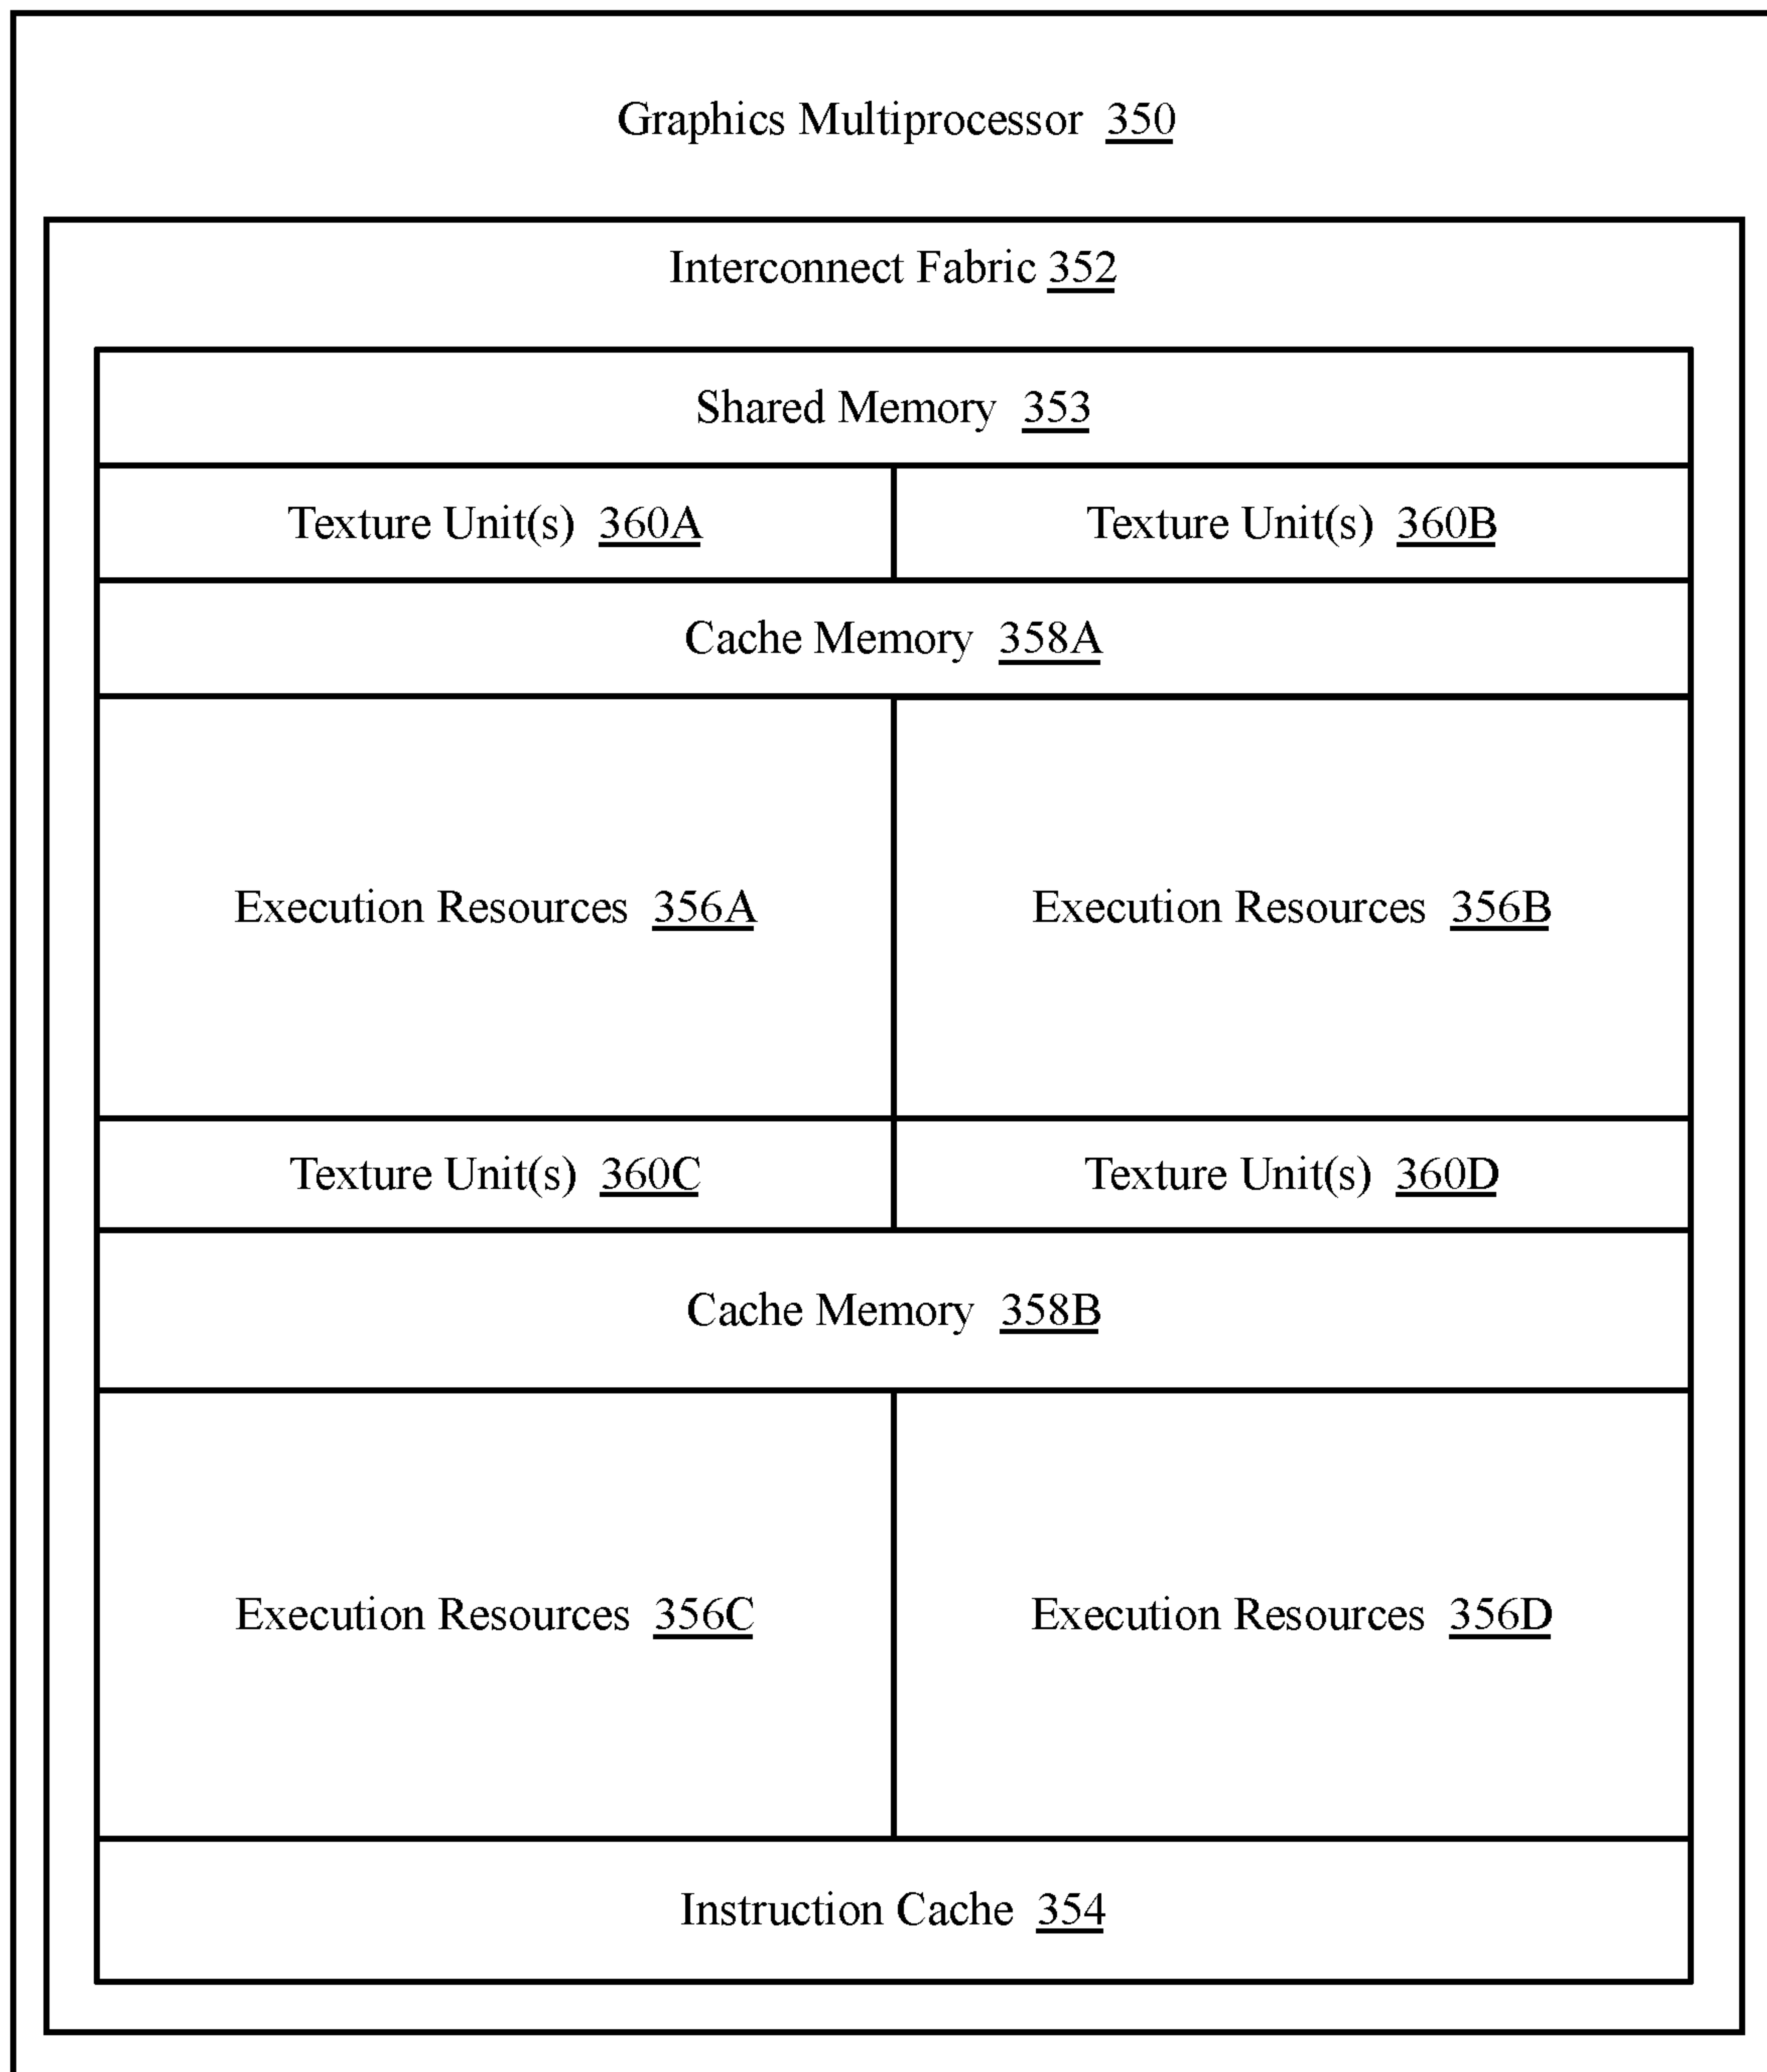 Graphics Multiprocessor 350
Interconnect Fabric 352
Shared Memory 353
Texture Unit(s) 360A
Texture Unit(s) 360B
Cache Memory 358A
Execution Resources 356A
Execution Resources 356B
Texture Unit(s) 360C
Texture Unit(s) 360D
Cache Memory 358B
Execution Resources 356C
Execution Resources 356D
Instruction Cache 354